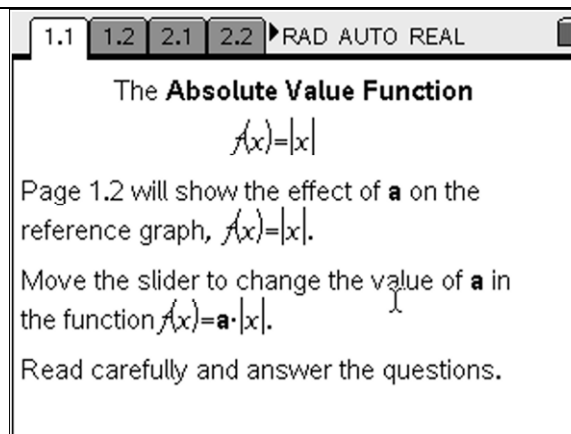 1.1 1.2 2.1 2.2 ▶RAD AUTO REAL
The Absolute Value Function
f(x)=|x|
Page 1.2 will show the effect of a on the
reference graph, f(x)=|x|.
Move the slider to change the value of a in
the function f(x)=a·|x|.
Read carefully and answer the questions.